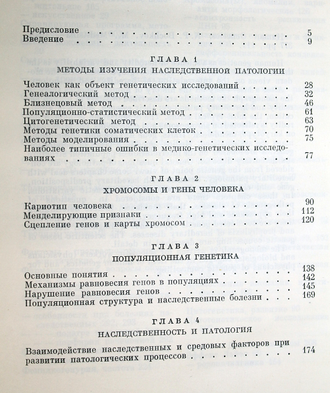 Предисловие . . . . . . . . . . 5
Введение . . . . . . . . . . 9
ГЛАВА 1
МЕТОДЫ ИЗУЧЕНИЯ НАСЛЕДСТВЕННОЙ ПАТОЛОГИИ
Человек как объект генетических исследований . . . . 28
Генеалогический метод . . . . . . . . 32
Близнецовый метод . . . . . . . . 46
Популяционно-статистический метод . . . . . . 61
Цитогенетический метод . . . . . . . . 63
Методы генетики соматических клеток . . . . . . 70
Методы моделирования . . . . . . . . 75
Наиболее типичные ошибки в медико-генетических исследо-
ваниях . . . . . . . . . . 77
ГЛАВА 2
ХРОМОСОМЫ И ГЕНЫ ЧЕЛОВЕКА
Кариотип человека . . . . . . . . 90
Менделирующие признаки . . . . . . . . 112
Сцепление генов и карты хромосом . . . . . . 120
ГЛАВА 3
ПОПУЛЯЦИОННАЯ ГЕНЕТИКА
Основные понятия . . . . . . . . 138
Механизмы равновесия генов в популяциях . . . . . 142
Нарушение равновесия генов . . . . . . . 145
Популяционная структура и наследственные болезни . . . 169
ГЛАВА 4
НАСЛЕДСТВЕННОСТЬ И ПАТОЛОГИЯ
Взаимодействие наследственных и средовых факторов при
развитии патологических процессов . . . . . . 174